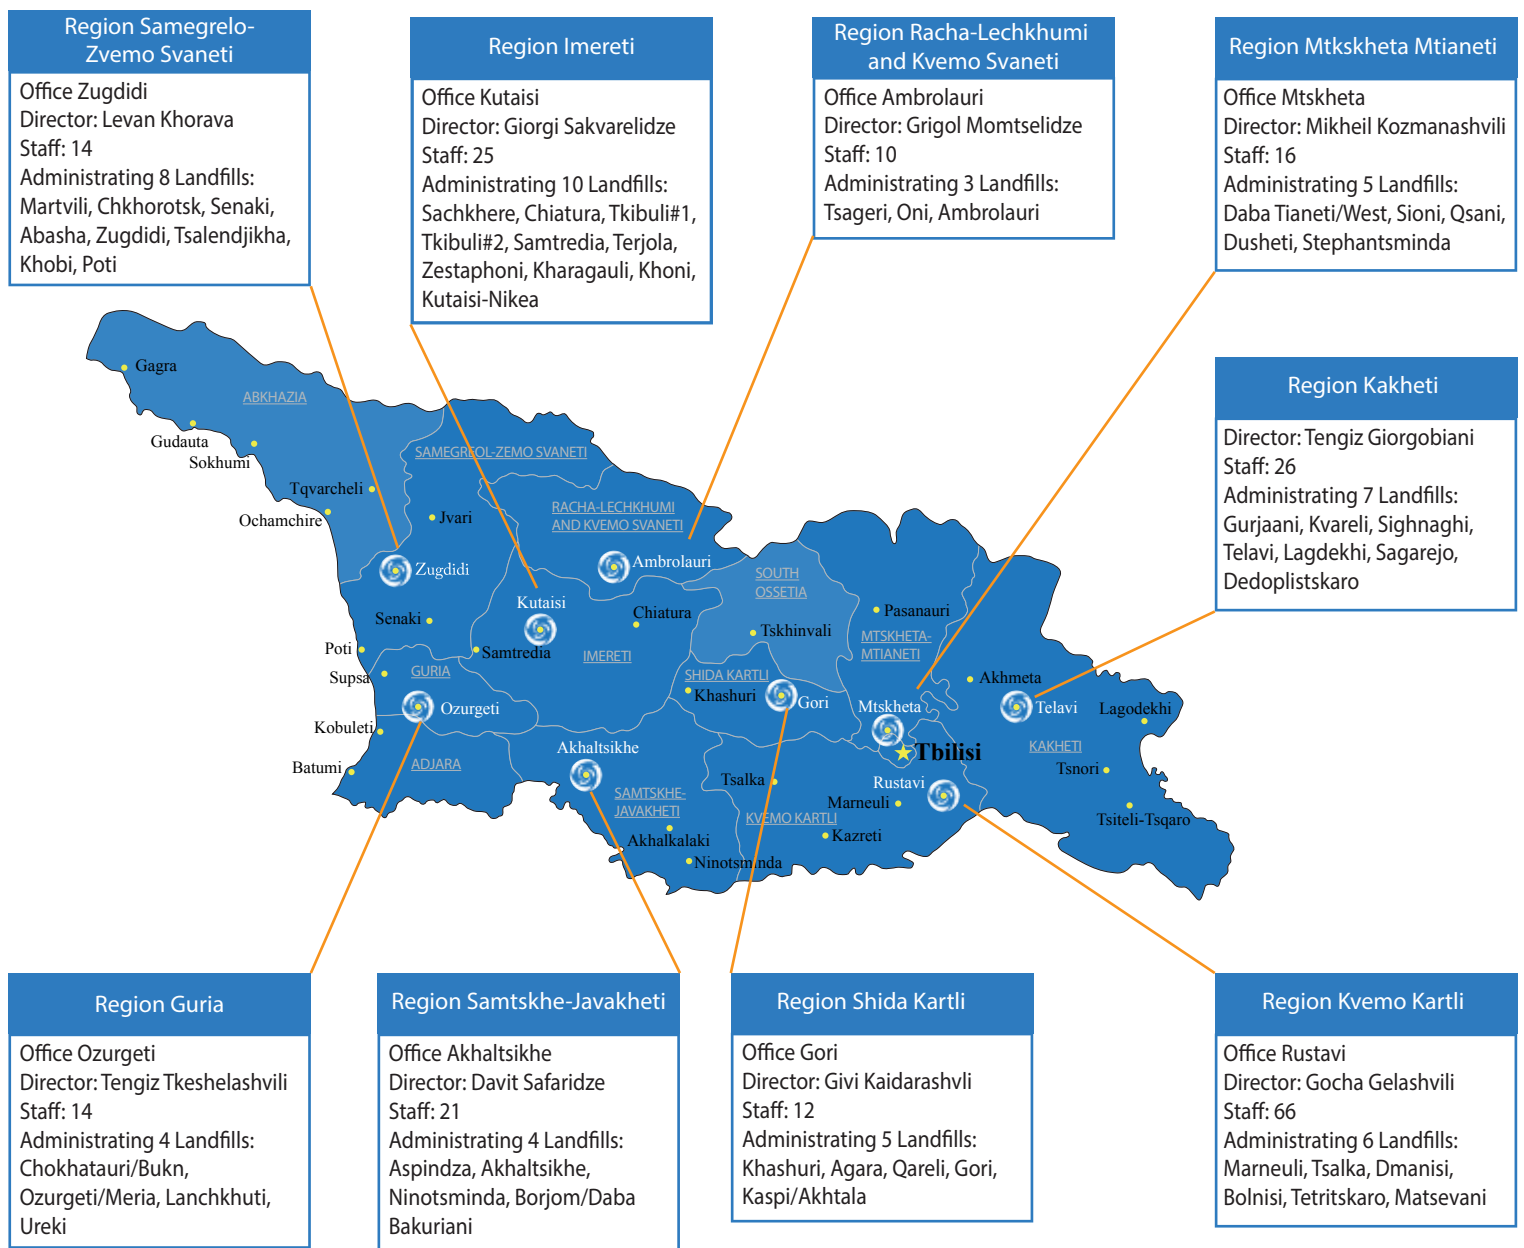 Region Samegrelo-
Zvemo Svaneti
Office Zugdidi
Director: Levan Khorava
Staff: 14
Administrating 8 Landfills:
Martvili, Chkhorotsk, Senaki,
Abasha, Zugdidi, Tsalendjikha,
Khobi, Poti
Region Imereti
Office Kutaisi
Director: Giorgi Sakvarelidze
Staff: 25
Administrating 10 Landfills:
Sachkhere, Chiatura, Tkibuli#1,
Tkibuli#2, Samtredia, Terjola,
Zestaphoni, Kharagauli, Khoni,
Kutaisi-Nikea
Region Racha-Lechkhumi
and Kvemo Svaneti
Office Ambrolauri
Director: Grigol Momtselidze
Staff: 10
Administrating 3 Landfills:
Tsageri, Oni, Ambrolauri
Region Mtkskheta Mtianeti
Office Mtskheta
Director: Mikheil Kozmanashvili
Staff: 16
Administrating 5 Landfills:
Daba Tianeti/West, Sioni, Qsani,
Dusheti, Stephantsminda
Region Kakheti
Director: Tengiz Giorgobiani
Staff: 26
Administrating 7 Landfills:
Gurjaani, Kvareli, Sighnaghi,
Telavi, Lagdekhi, Sagarejo,
Dedoplistskaro
Gagra
ABKHAZIA
Gudauta
Sokhumi
SAMEGREOL-ZEMO SVANETI
Tqvarcheli
Ochamchire
Jvari
RACHA-LECHKHUMI
AND KVEMO SVANETI
Zugdidi
Ambrolauri
SOUTH
OSSETIA
Kutaisi
Chiatura
Pasanauri
Senaki
Tskhinvali
MTSKHETA-
MTIANETI
Poti
Samtredia
IMERETI
Supsa
GURIA
SHIDA KARTLI
Khashuri
Akhmeta
Ozurgeti
Gori
Mtskheta
Telavi
Lagodekhi
Kobuleti
Akhaltsikhe
Tbilisi
KAKHETI
Batumi
ADJARA
Tsnori
Tsalka
Rustavi
SAMTSKHE-
JAVAKHETI
Marneuli
KVEMO KARTLI
Tsiteli-Tsqaro
Akhalkalaki
Kazreti
Ninotsminda
Region Guria
Office Ozurgeti
Director: Tengiz Tkeshelashvili
Staff: 14
Administrating 4 Landfills:
Chokhatauri/Bukn,
Ozurgeti/Meria, Lanchkhuti,
Ureki
Region Samtskhe-Javakheti
Office Akhaltsikhe
Director: Davit Safaridze
Staff: 21
Administrating 4 Landfills:
Aspindza, Akhaltsikhe,
Ninotsminda, Borjom/Daba
Bakuriani
Region Shida Kartli
Office Gori
Director: Givi Kaidarashvli
Staff: 12
Administrating 5 Landfills:
Khashuri, Agara, Qareli, Gori,
Kaspi/Akhtala
Region Kvemo Kartli
Office Rustavi
Director: Gocha Gelashvili
Staff: 66
Administrating 6 Landfills:
Marneuli, Tsalka, Dmanisi,
Bolnisi, Tetritskaro, Matsevani